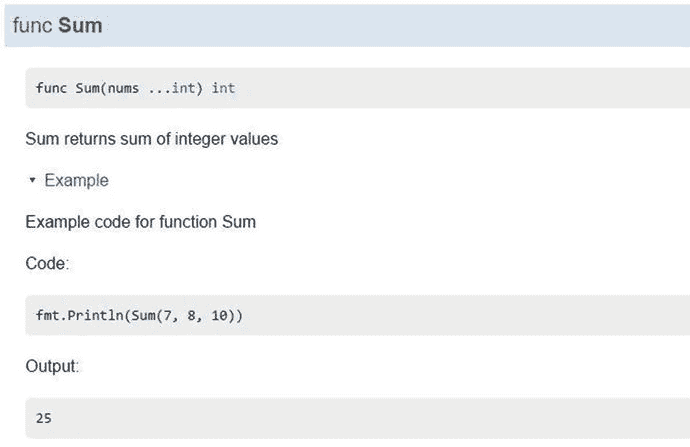 func Sum
func Sum(nums ...int) int
Sum returns sum of integer values
▾ Example
Example code for function Sum
Code:
fmt.Println(Sum(7, 8, 10))
Output:
25